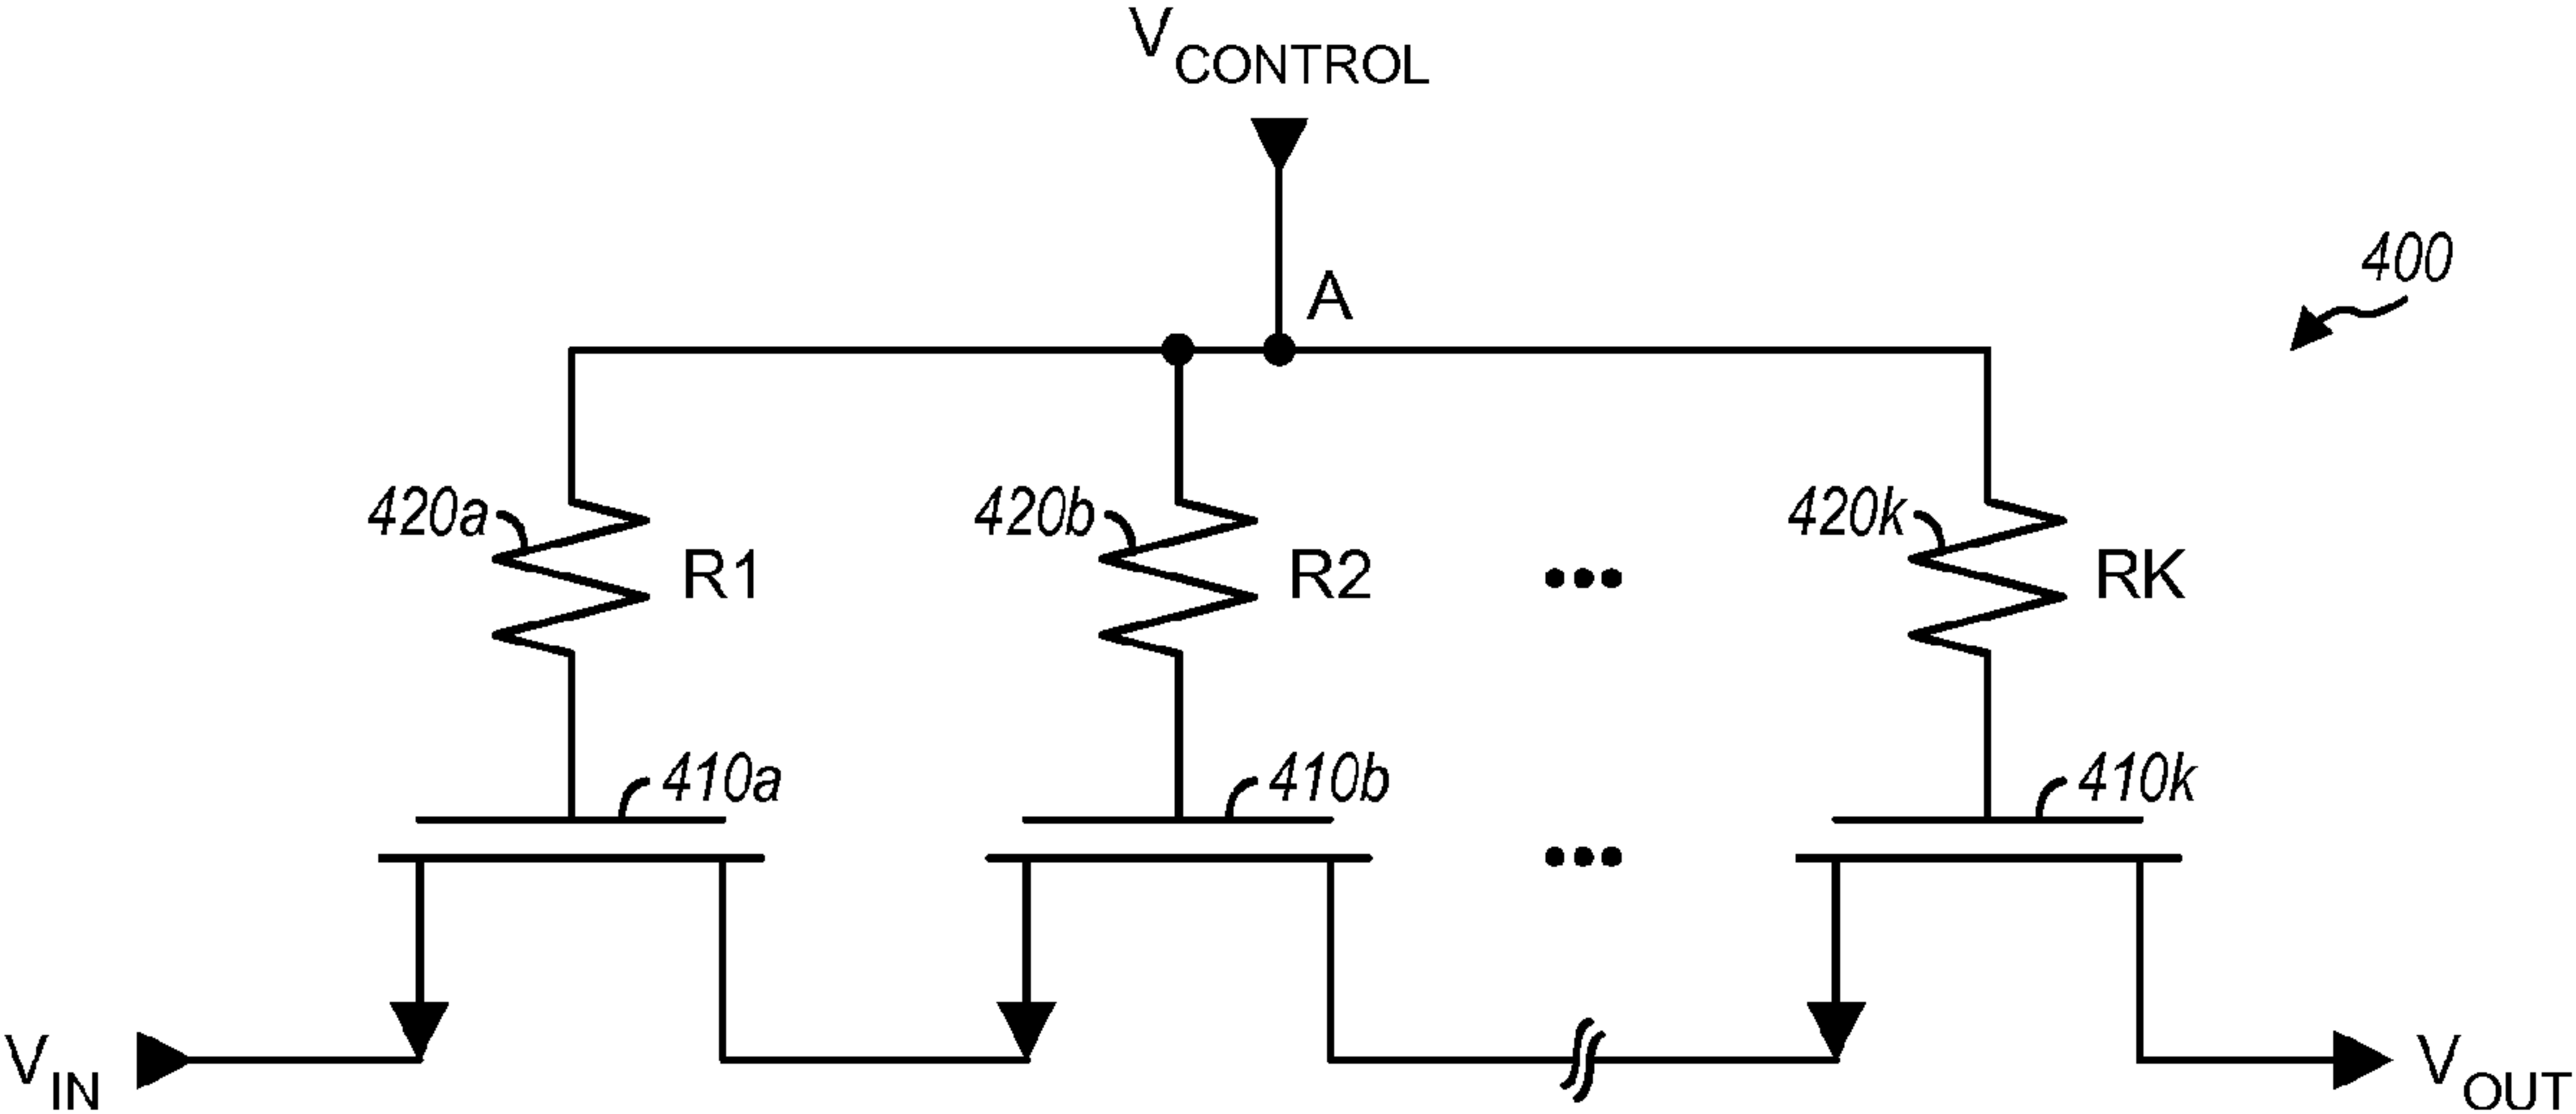 VCONTROL
A
400
420a R1 420b R2 ••• 420k RK
410a 410b ••• 410k
VIN VOUT